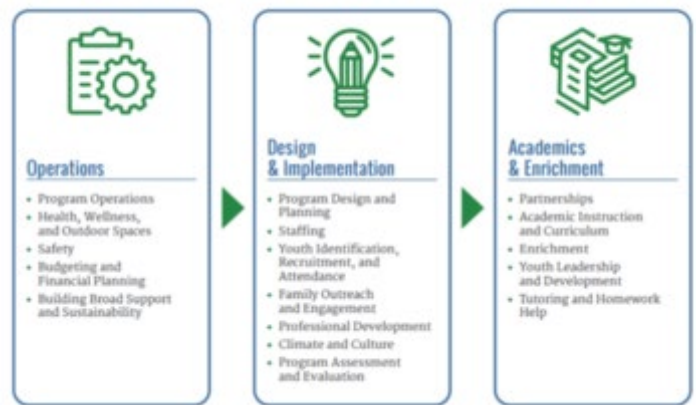 Operations
• Program Operations
• Health, Wellness,
and Outdoor Spaces
• Safety
• Budgeting and
Financial Planning
• Building Broad Support
and Sustainability
Design
& Implementation
• Program Design and
Planning
• Staffing
• Youth Identification,
Recruitment, and
Attendance
• Family Outreach
and Engagement
• Professional Development
• Climate and Culture
• Program Assessment
and Evaluation
Academics
& Enrichment
• Partnerships
• Academic Instruction
and Curriculum
• Enrichment
• Youth Leadership
and Development
• Tutoring and Homework
Help